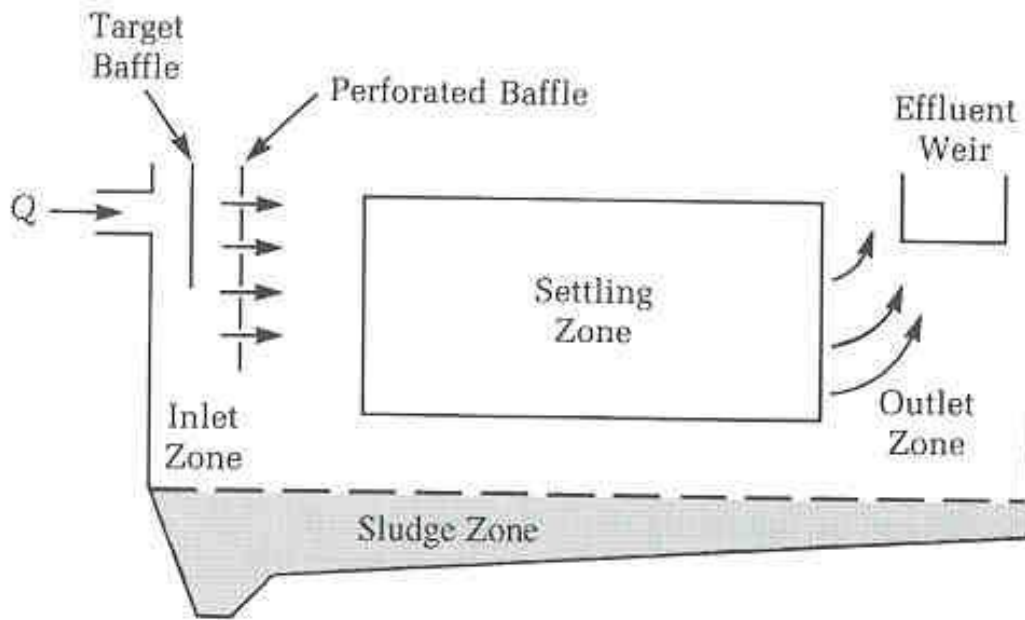 Target
Baffle
Perforated Baffle
Effluent
Weir
Q
Settling
Zone
Inlet
Zone
Outlet
Zone
Sludge Zone